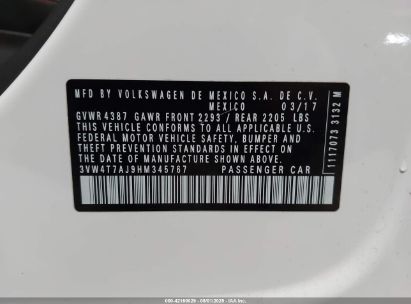 MFD BY VOLKSWAGEN DE MEXICO S.A. DE C.V.
MEXICO 03/17
GVWR 4387 GAWR FRONT 2293 / REAR 2205 LBS
THIS VEHICLE CONFORMS TO ALL APPLICABLE U.S.
FEDERAL MOTOR VEHICLE SAFETY, BUMPER AND
THEFT PREVENTION STANDARDS IN EFFECT
ON THE DATE OF MANUFACTURE SHOWN ABOVE.
3VW4T7AJ9HM345767 PASSENGER CAR
1117073 3132 M